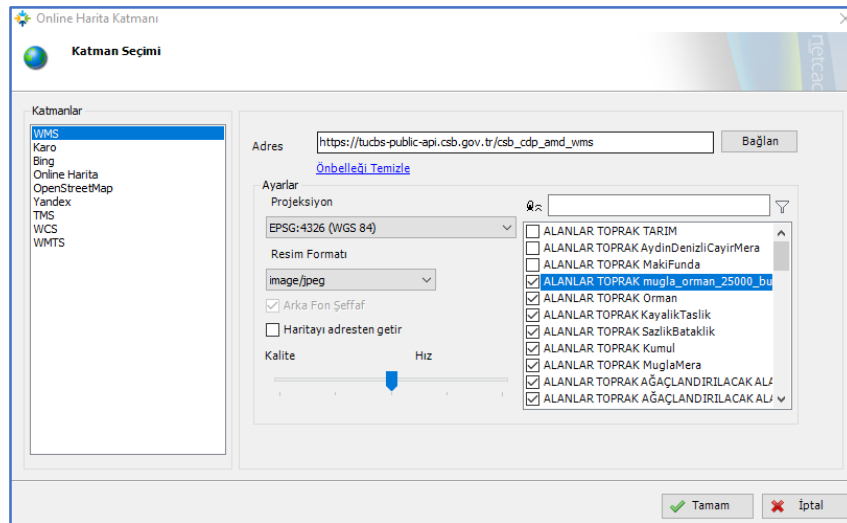 Online Harita Katmanı
Katman Seçimi
netcad
Katmanlar
WMS
Karo
Bing
Online Harita
OpenStreetMap
Yandex
TMS
WCS
WMTS
Adres
https://tucbs-public-api.csb.gov.tr/csb_cdp_amd_wms
Bağlan
Önbelleği Temizle
Ayarlar
Projeksiyon
EPSG:4326 (WGS 84)
Resim Formatı
image/jpeg
Arka Fon Şeffaf
Haritayı adresten getir
Kalite Hız
ALANLAR TOPRAK TARIM
ALANLAR TOPRAK AydinDenizliCayirMera
ALANLAR TOPRAK MakiFunda
ALANLAR TOPRAK mugla_orman_25000_bu
ALANLAR TOPRAK Orman
ALANLAR TOPRAK KayalikTaslik
ALANLAR TOPRAK SazlikBataklik
ALANLAR TOPRAK Kumul
ALANLAR TOPRAK MuglaMera
ALANLAR TOPRAK AĞAÇLANDIRILACAK ALA
ALANLAR TOPRAK AĞAÇLANDIRILACAK ALA
Tamam
İptal